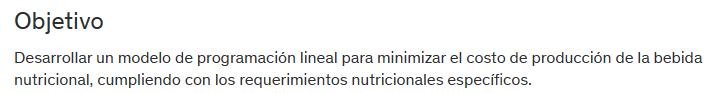 Objetivo
Desarrollar un modelo de programación lineal para minimizar el costo de producción de la bebida
nutricional, cumpliendo con los requerimientos nutricionales específicos.